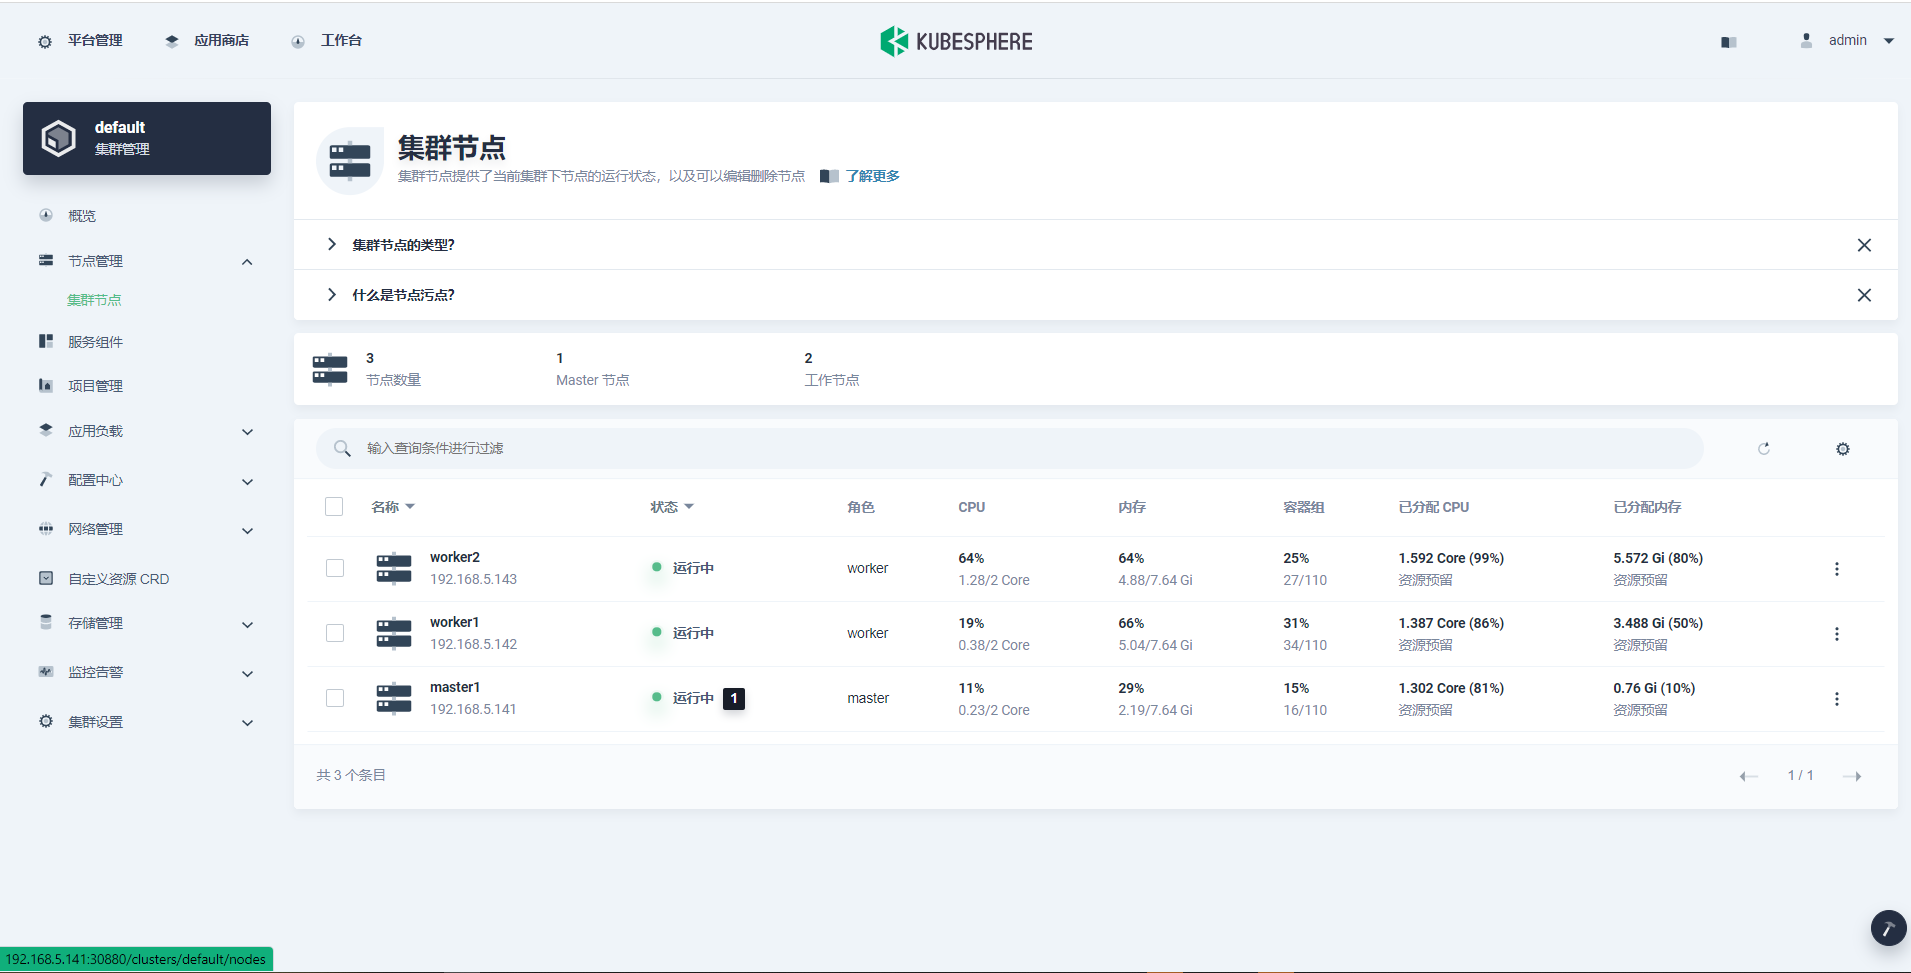 平台管理 应用商店 工作台 KUBESPHERE admin
default
集群管理
概览
节点管理
集群节点
服务组件
项目管理
应用负载
配置中心
网络管理
自定义资源 CRD
存储管理
监控告警
集群设置
集群节点
集群节点提供了当前集群下节点的运行状态，以及可以编辑删除节点 了解更多
集群节点的类型?
什么是节点污点?
3 1 2
节点数量 Master 节点 工作节点
输入查询条件进行过滤
名称 状态 角色 CPU 内存 容器组 已分配 CPU 已分配内存
worker2 运行中 worker 64% 64% 25% 1.592 Core (99%) 5.572 Gi (80%)
192.168.5.143 1.28/2 Core 4.88/7.64 Gi 27/110 资源预留 资源预留
worker1 运行中 worker 19% 66% 31% 1.387 Core (86%) 3.488 Gi (50%)
192.168.5.142 0.38/2 Core 5.04/7.64 Gi 34/110 资源预留 资源预留
master1 运行中 1 master 11% 29% 15% 1.302 Core (81%) 0.76 Gi (10%)
192.168.5.141 0.23/2 Core 2.19/7.64 Gi 16/110 资源预留 资源预留
共 3 个条目 1 / 1
192.168.5.141:30880/clusters/default/nodes